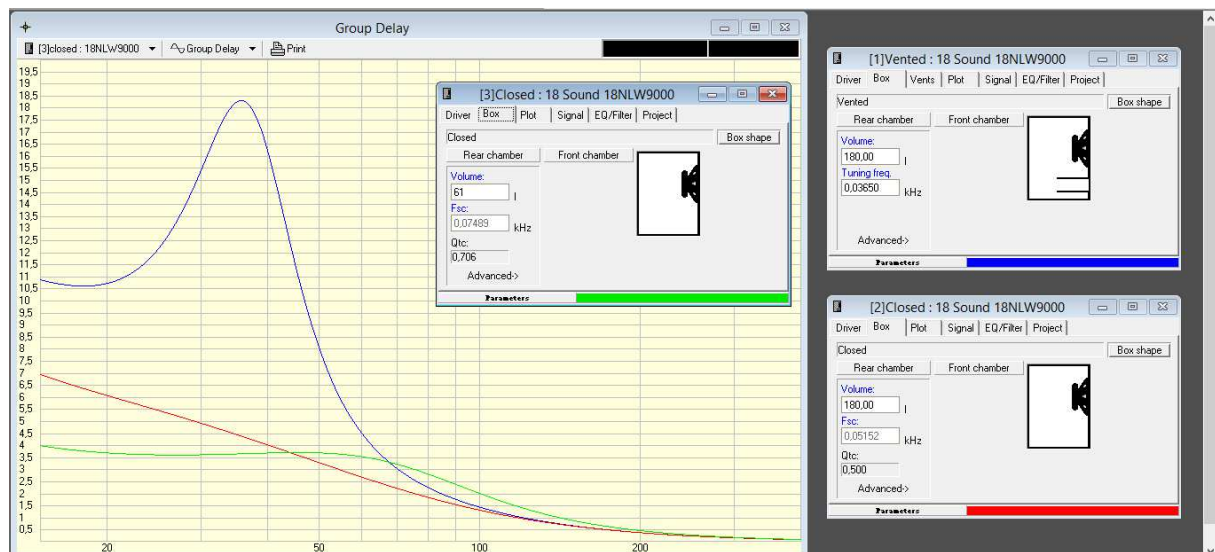 Group Delay
[3]closed : 18NLW9000 Group Delay Print
19,5
19
18,5
18
17,5
17
16,5
16
15,5
15
14,5
14
13,5
13
12,5
12
11,5
11
10,5
10
9,5
9
8,5
8
7,5
7
6,5
6
5,5
5
4,5
4
3,5
3
2,5
2
1,5
1
0,5
20 50 100 200
[3]Closed : 18 Sound 18NLW9000
Driver Box Plot Signal EQ/Filter Project
Closed Box shape
Rear chamber Front chamber
Volume:
61 l
Fsc:
0,07489 kHz
Qtc:
0,706
Advanced->
Parameters
[1]Vented : 18 Sound 18NLW9000
Driver Box Vents Plot Signal EQ/Filter Project
Vented Box shape
Rear chamber Front chamber
Volume:
180,00 l
Tuning freq.
0,03650 kHz
Advanced->
Parameters
[2]Closed : 18 Sound 18NLW9000
Driver Box Plot Signal EQ/Filter Project
Closed Box shape
Rear chamber Front chamber
Volume:
180,00 l
Fsc:
0,05152 kHz
Qtc:
0,500
Advanced->
Parameters